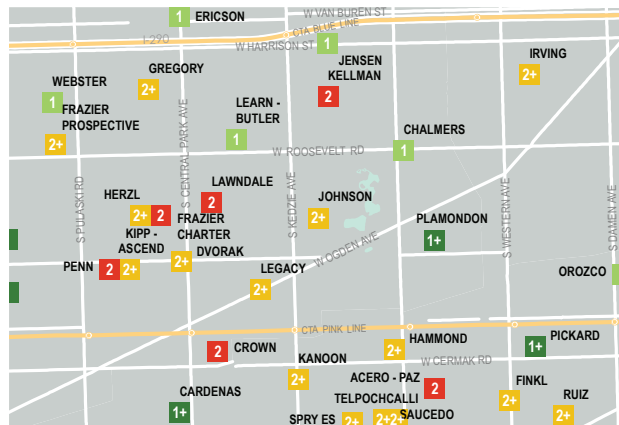 W VAN BUREN ST
1 ERICSON
CTA BLUE LINE
I-290
W HARRISON ST
1
JENSEN
KELLMAN
2
IRVING
2+
GREGORY
2+
WEBSTER
1
FRAZIER
PROSPECTIVE
2+
LEARN -
BUTLER
1
S CENTRAL PARK AVE
CHALMERS
1
W ROOSEVELT RD
S PULASKI RD
S KEDZIE AVE
S WESTERN AVE
S DAMEN AVE
LAWNDALE
2
HERZL
2+ 2
FRAZIER
CHARTER
JOHNSON
2+
PLAMONDON
1+
KIPP -
ASCEND
PENN 2 2+
DVORAK
2+
W OGDEN AVE
LEGACY
2+
OROZCO
CTA PINK LINE
2 CROWN
HAMMOND
2+
PICKARD
1+
W CERMAK RD
KANOON
2+
ACERO - PAZ
2
CARDENAS
1+
TELPOCHCALLI
FINKL
2+
RUIZ
2+
SPRY ES 2+ 2+ 2+ SAUCEDO